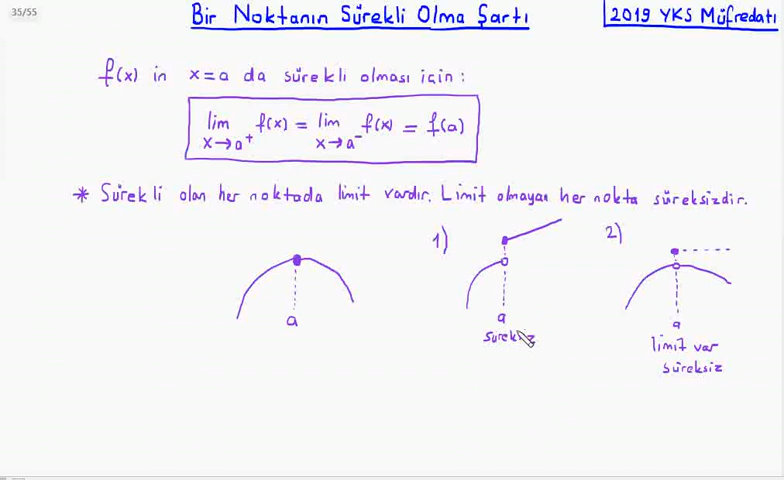 35/55
Bir Noktanın Sürekli Olma Şartı
2019 YKS Müfredatı
f(x) in x=a da sürekli olması için:
lim x→a⁺ f(x) = lim x→a⁻ f(x) = f(a)
* Sürekli olan her noktada limit vardır. Limit olmayan her nokta süreksizdir.
1)
2)
a
a
a
limit var
süreksiz